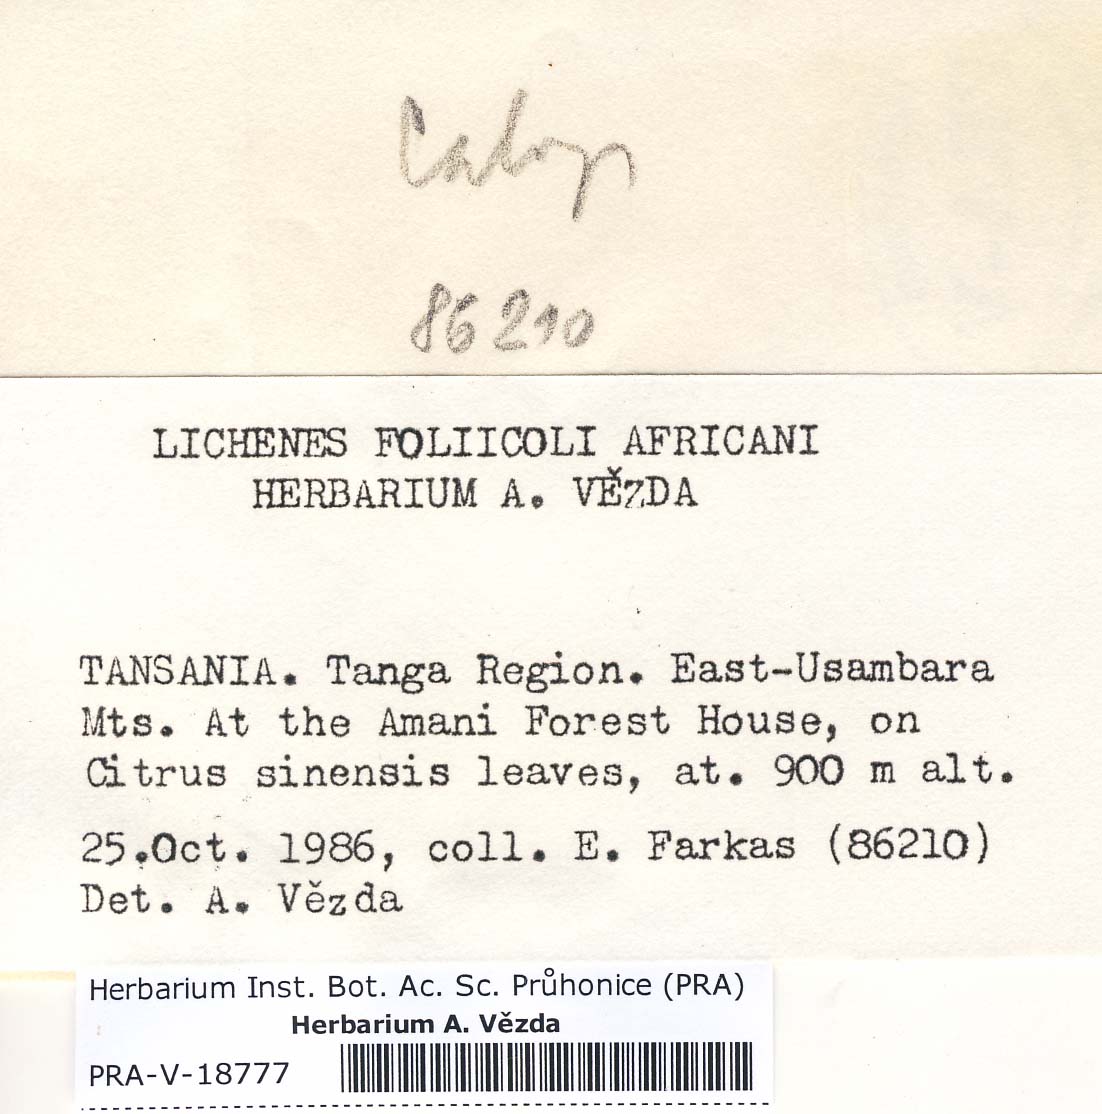 Calop
86210
LICHENES FOLIICOLI AFRICANI
HERBARIUM A. VĚZDA
TANSANIA. Tanga Region. East-Usambara
Mts. At the Amani Forest House, on
Citrus sinensis leaves, at. 900 m alt.
25.Oct. 1986, coll. E. Farkas (86210)
Det. A. Vězda
Herbarium Inst. Bot. Ac. Sc. Průhonice (PRA)
Herbarium A. Vězda
PRA-V-18777